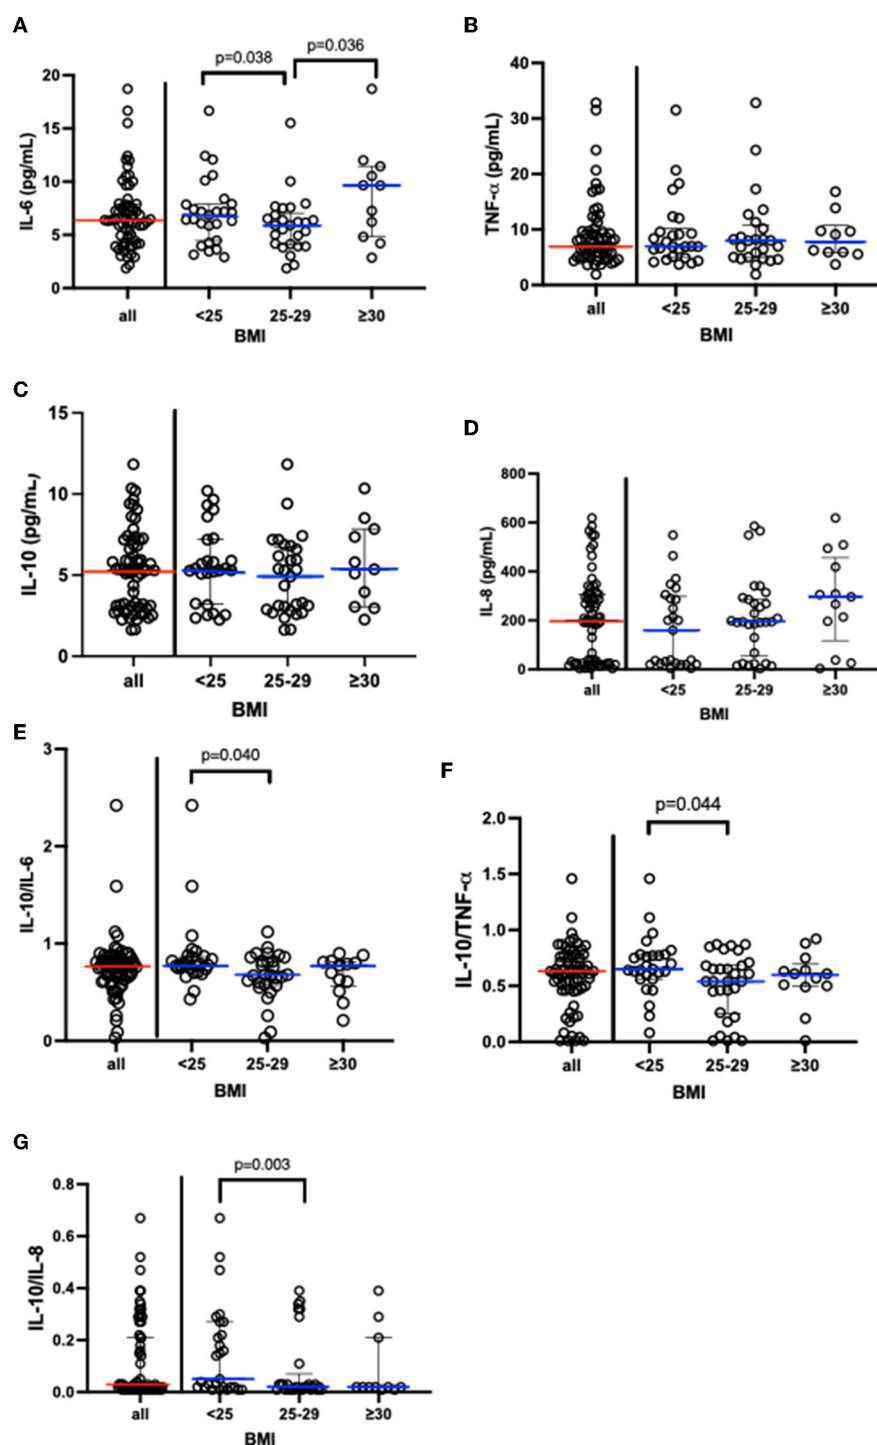 A
p=0.038
p=0.036
IL-6 (pg/mL)
20
15
10
5
0
all
<25
25-29
≥30
BMI
B
TNF-α (pg/mL)
40
30
20
10
0
all
<25
25-29
≥30
BMI
C
IL-10 (pg/mL)
15
10
5
0
all
<25
25-29
≥30
BMI
D
IL-8 (pg/mL)
800
600
400
200
0
all
<25
25-29
≥30
BMI
E
p=0.040
IL-10/IL-6
3
2
1
0
all
<25
25-29
≥30
BMI
F
p=0.044
IL-10/TNF-α
2.0
1.5
1.0
0.5
0.0
all
<25
25-29
≥30
BMI
G
p=0.003
IL-10/IL-8
0.8
0.6
0.4
0.2
0.0
all
<25
25-29
≥30
BMI